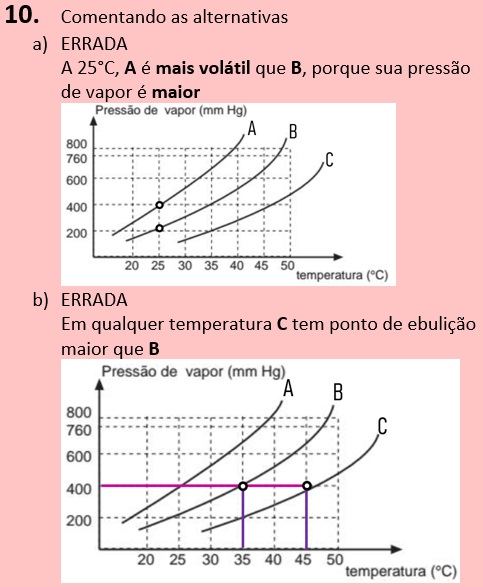 10. Comentando as alternativas
a) ERRADA
A 25°C, A é mais volátil que B, porque sua pressão
de vapor é maior
Pressão de vapor (mm Hg)
A
B
C
800
760
600
400
200
20 25 30 35 40 45 50
temperatura (°C)
b) ERRADA
Em qualquer temperatura C tem ponto de ebulição
maior que B
Pressão de vapor (mm Hg)
A
B
C
800
760
600
400
200
20 25 30 35 40 45 50
temperatura (°C)